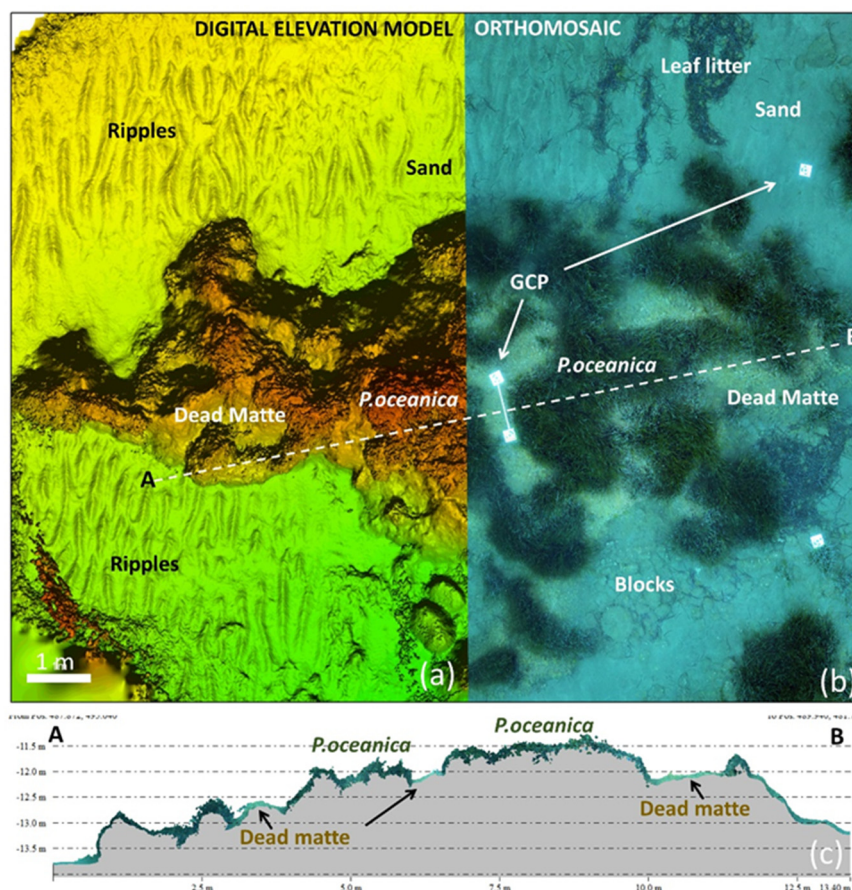 DIGITAL ELEVATION MODEL
ORTHOMOSAIC
Leaf litter
Ripples
Sand
Sand
GCP
P.oceanica
P.oceanica
Dead Matte
Dead Matte
A
Ripples
Blocks
1 m
(a)
(b)
A
P.oceanica
P.oceanica
B
-11.5 m
-12.0 m
-12.5 m
-13.0 m
-13.5 m
Dead matte
Dead matte
(c)
2.5 m
5.0 m
7.5 m
10.0 m
12.5 m
13.40